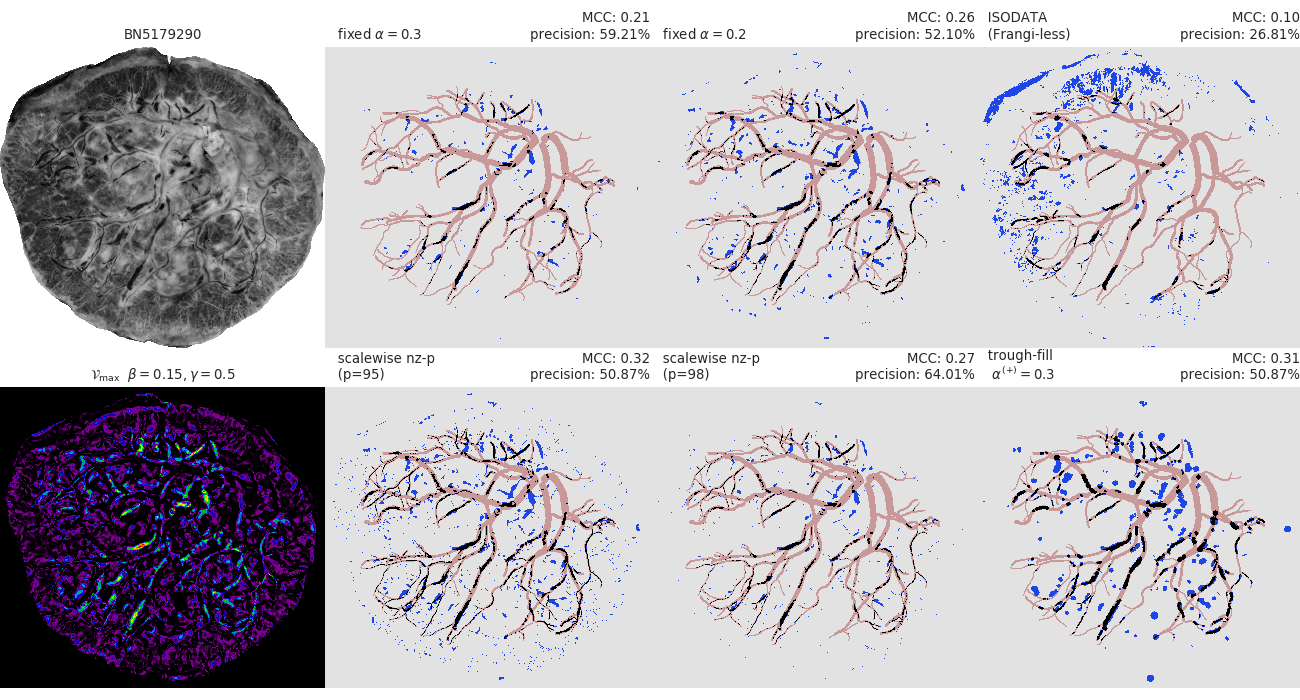 BN5179290
fixed α = 0.3
MCC: 0.21
precision: 59.21%
fixed α = 0.2
MCC: 0.26
precision: 52.10%
ISODATA
(Frangi-less)
MCC: 0.10
precision: 26.81%
𝒱max β = 0.15, γ = 0.5
scalewise nz-p
(p=95)
MCC: 0.32
precision: 50.87%
scalewise nz-p
(p=98)
MCC: 0.27
precision: 64.01%
trough-fill
α(+) = 0.3
MCC: 0.31
precision: 50.87%